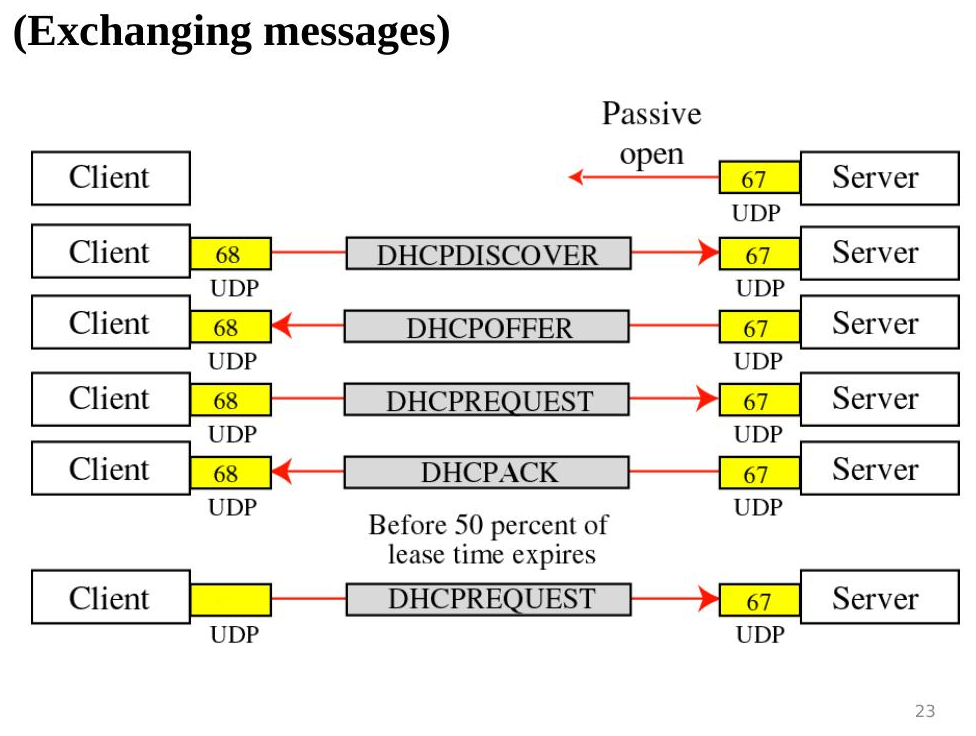 (Exchanging messages)
Passive
open
Client 67 Server
UDP
Client 68 DHCPDISCOVER 67 Server
UDP UDP
Client 68 DHCPOFFER 67 Server
UDP UDP
Client 68 DHCPREQUEST 67 Server
UDP UDP
Client 68 DHCPACK 67 Server
UDP UDP
Before 50 percent of
lease time expires
Client DHCPREQUEST 67 Server
UDP UDP
23